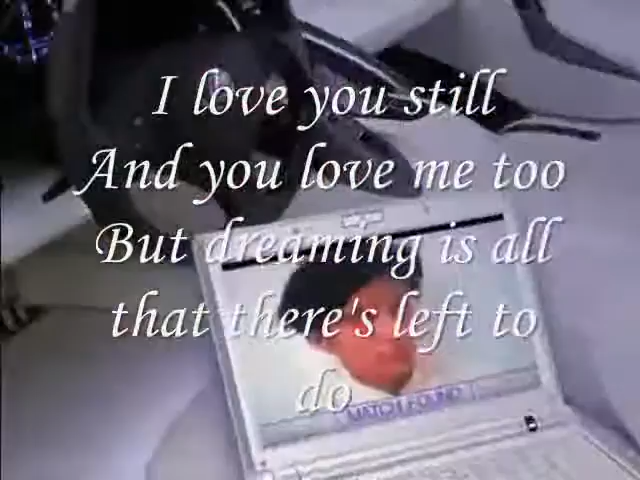 I love you still
And you love me too
But dreaming is all
that there's left to
do
MATCH FOUND